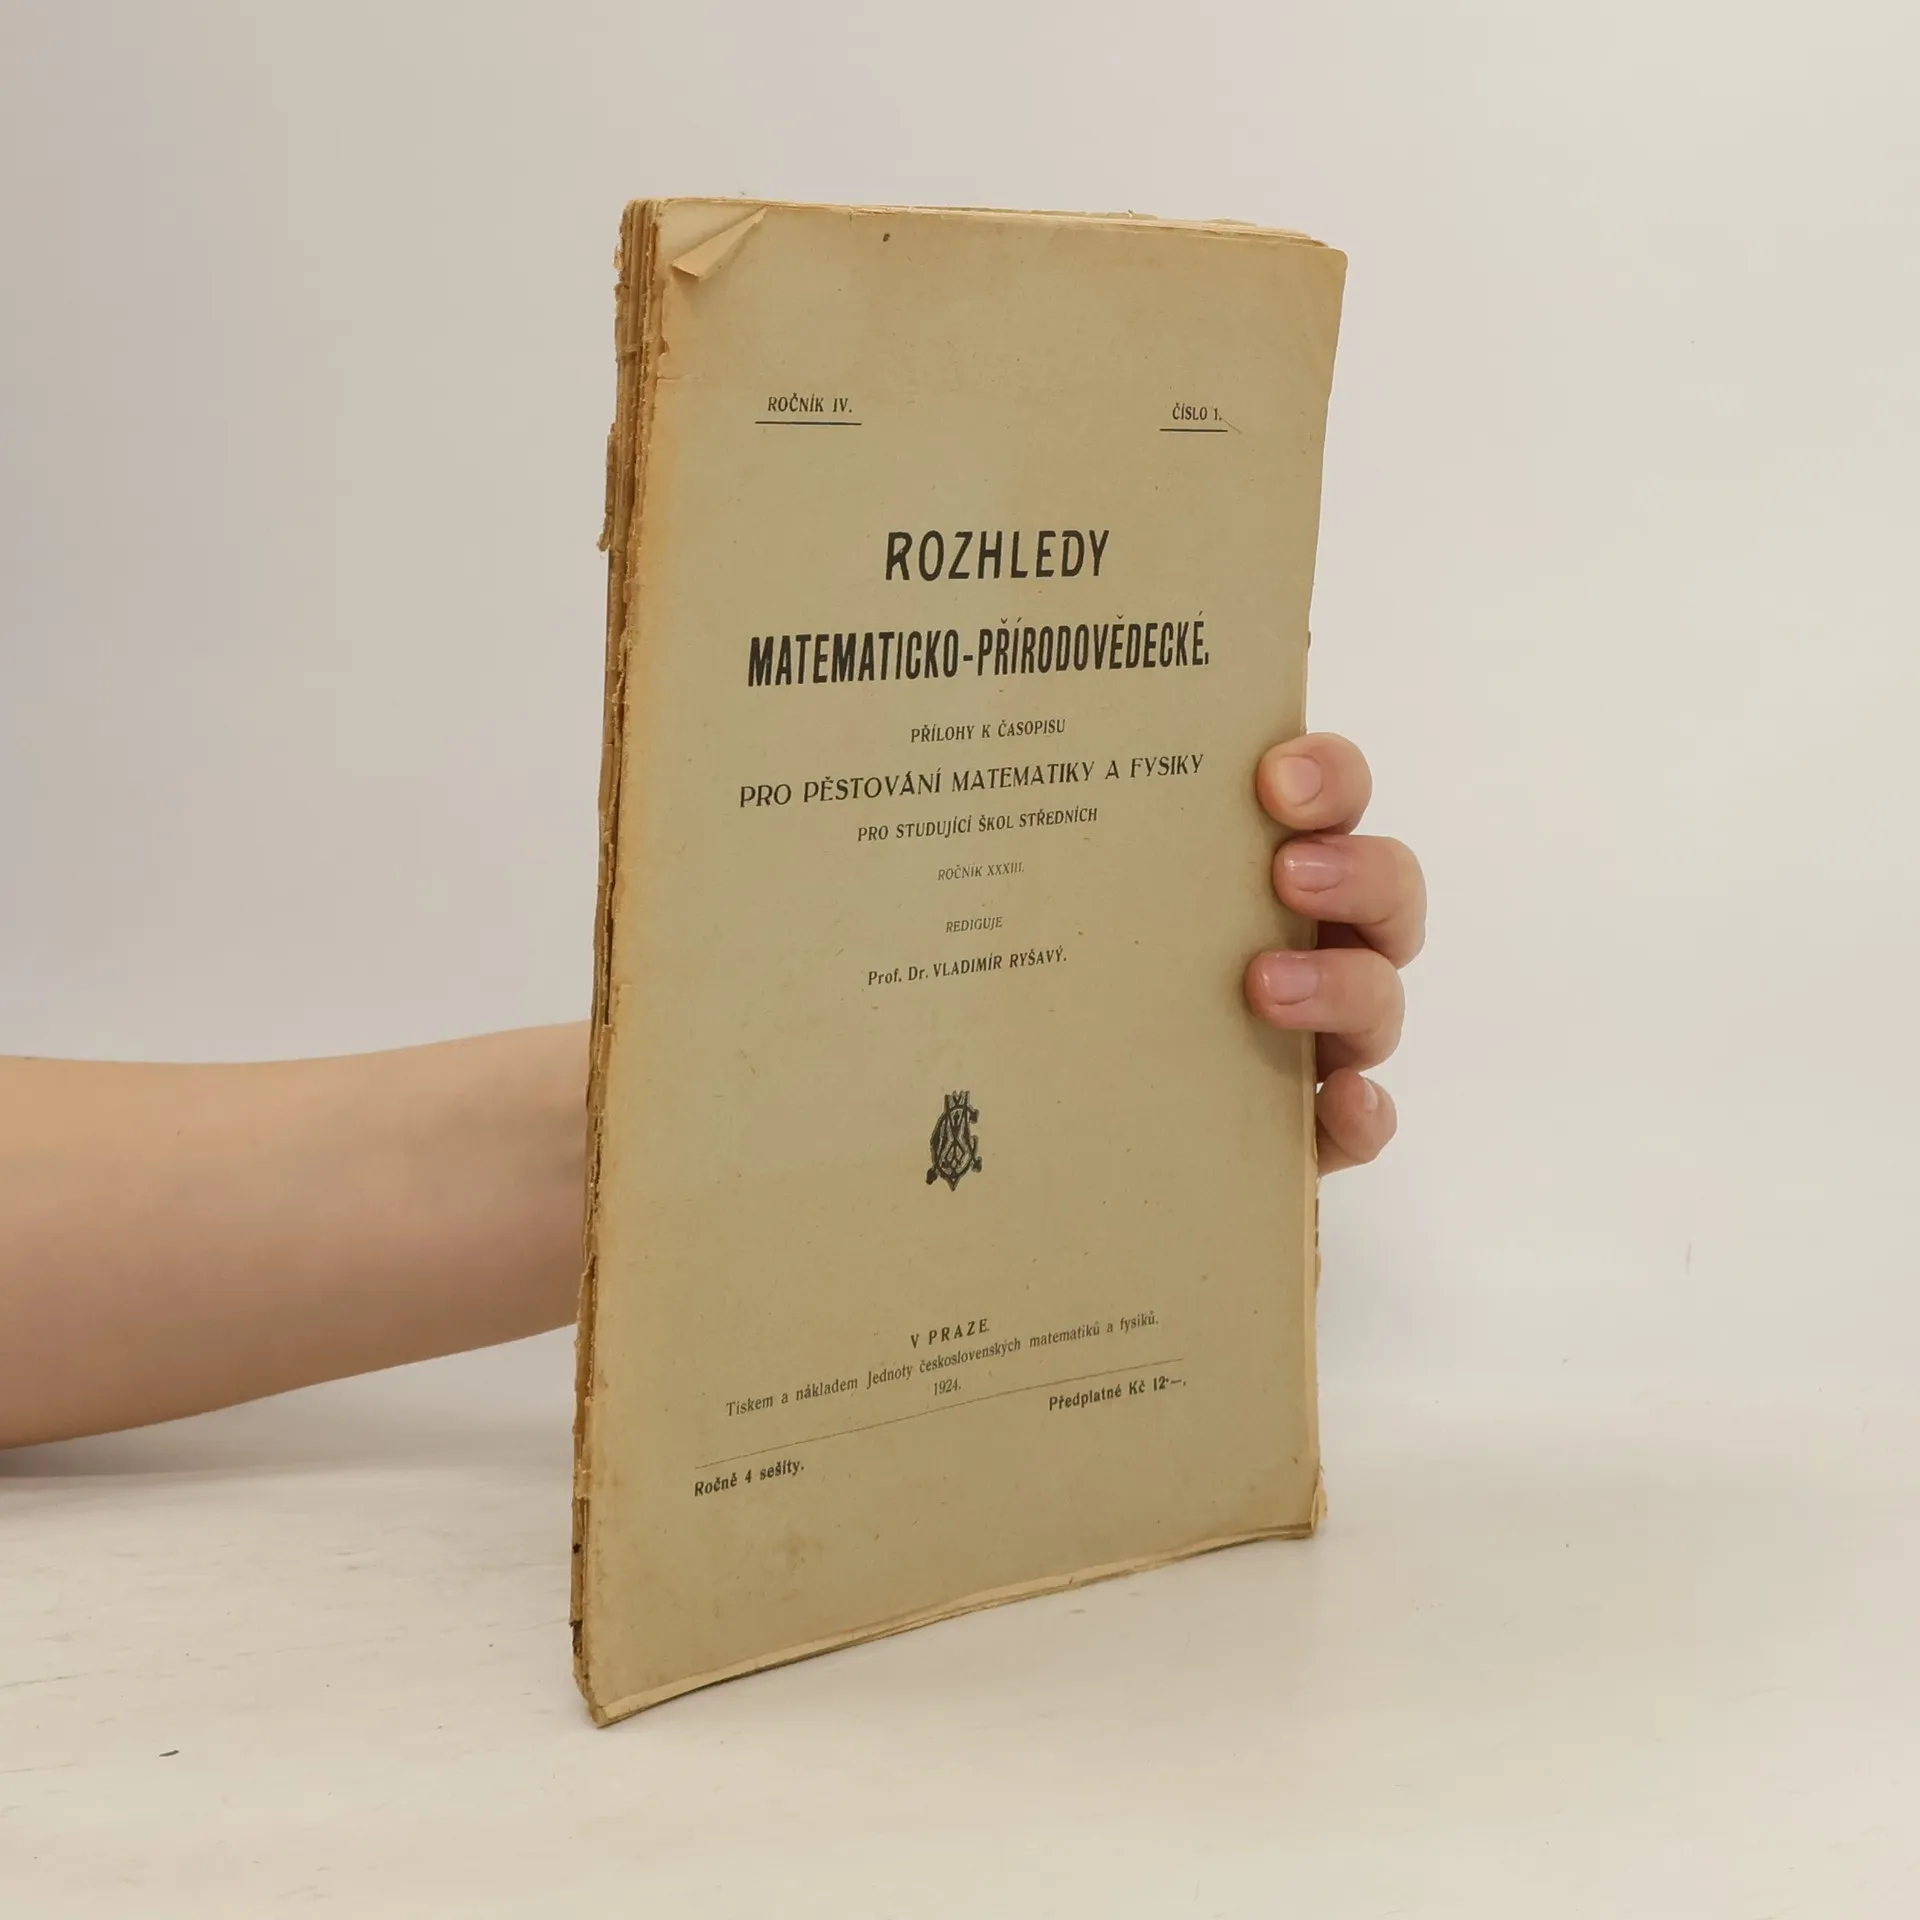 ROČNÍK IV.
ČÍSLO 1.
ROZHLEDY
MATEMATICKO-PŘÍRODOVĚDECKÉ.
PŘÍLOHY K ČASOPISU
PRO PĚSTOVÁNÍ MATEMATIKY A FYSIKY
PRO STUDUJÍCÍ ŠKOL STŘEDNÍCH
ROČNÍK XXXIII.
REDIGUJE
Prof. Dr. VLADIMÍR RYŠAVÝ.
V PRAZE.
Tiskem a nákladem Jednoty československých matematiků a fysiků.
1924.
Ročně 4 sešity.
Předplatné Kč 12·—.